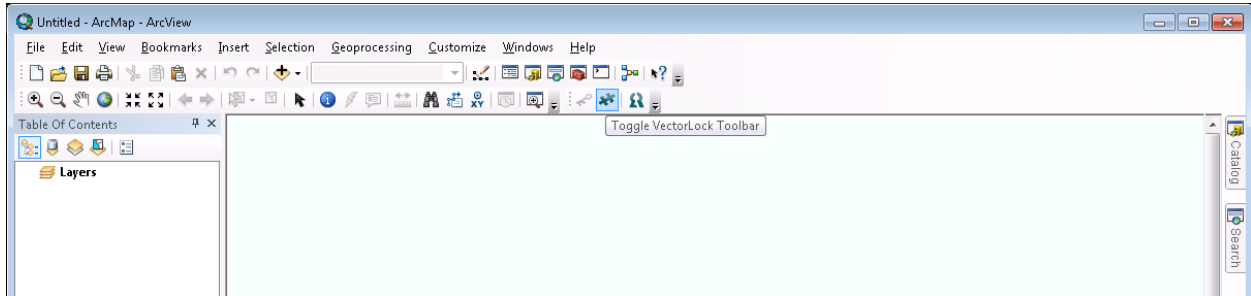 Untitled - ArcMap - ArcView
File Edit View Bookmarks Insert Selection Geoprocessing Customize Windows Help
Table Of Contents
Toggle VectorLock Toolbar
Layers
Catalog
Search